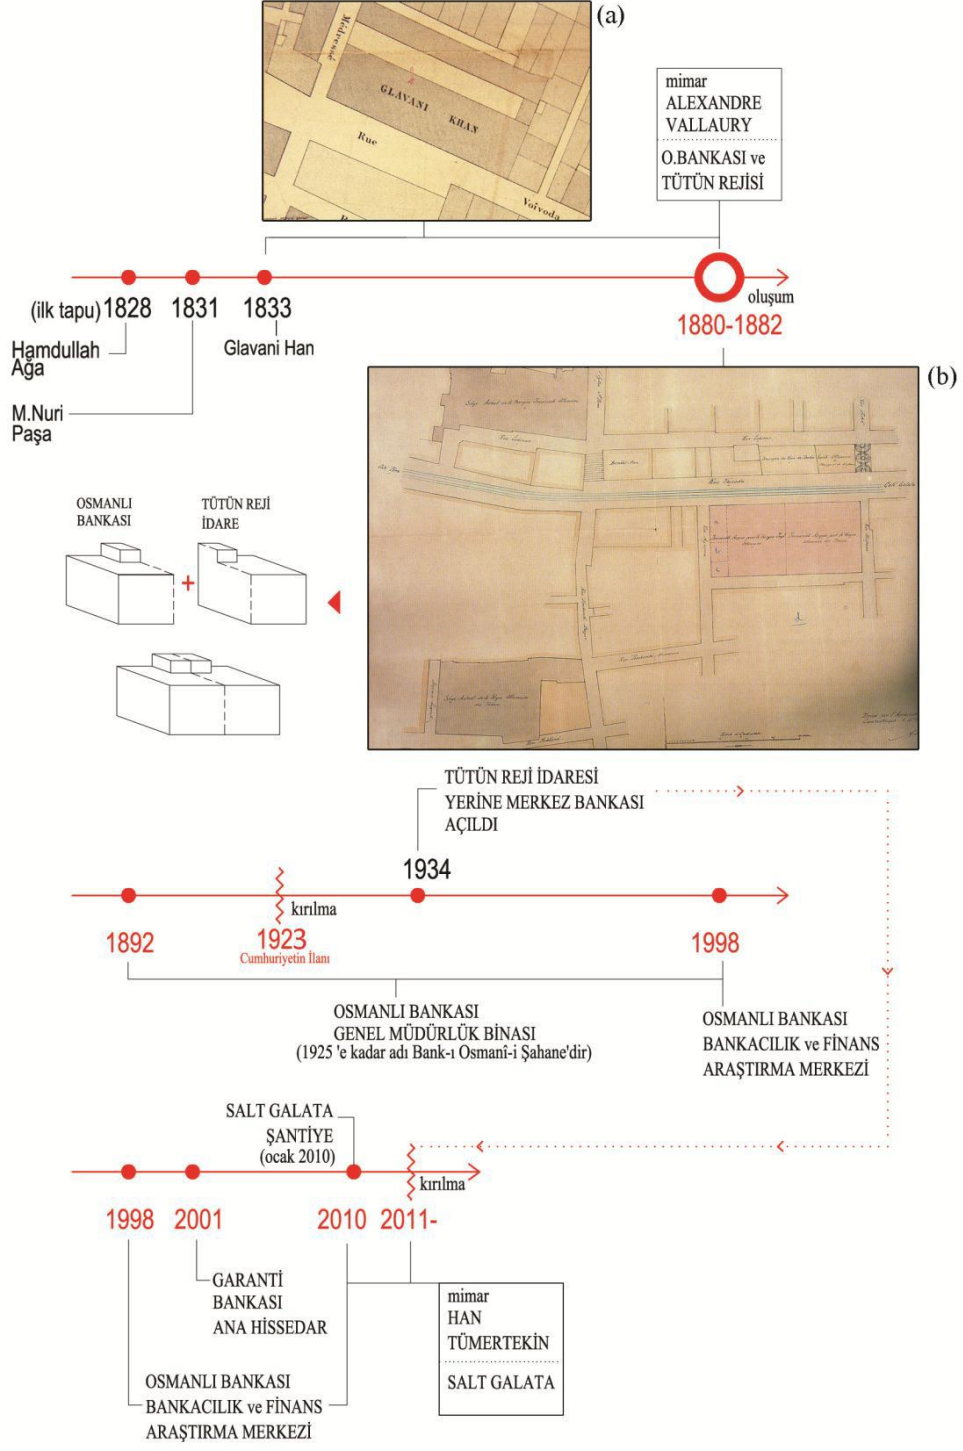 (a)
Médressé
GLAVANI KHAN
Rue
Voïvoda
mimar
ALEXANDRE
VALLAURY
O.BANKASI ve
TÜTÜN REJİSİ
(ilk tapu) 1828
1831
1833
oluşum
1880-1882
Hamdullah
Ağa
Glavani Han
M.Nuri
Paşa
(b)
OSMANLI
BANKASI
TÜTÜN REJİ
İDARE
+
TÜTÜN REJİ İDARESİ
YERİNE MERKEZ BANKASI
AÇILDI
1934
kırılma
1892
1923
Cumhuriyetin İlanı
1998
OSMANLI BANKASI
GENEL MÜDÜRLÜK BİNASI
(1925 'e kadar adı Bank-ı Osmanî-i Şahane'dir)
OSMANLI BANKASI
BANKACILIK ve FİNANS
ARAŞTIRMA MERKEZİ
SALT GALATA
ŞANTİYE
(ocak 2010)
kırılma
1998
2001
2010
2011-
GARANTİ
BANKASI
ANA HİSSEDAR
mimar
HAN
TÜMERTEKİN
SALT GALATA
OSMANLI BANKASI
BANKACILIK ve FİNANS
ARAŞTIRMA MERKEZİ